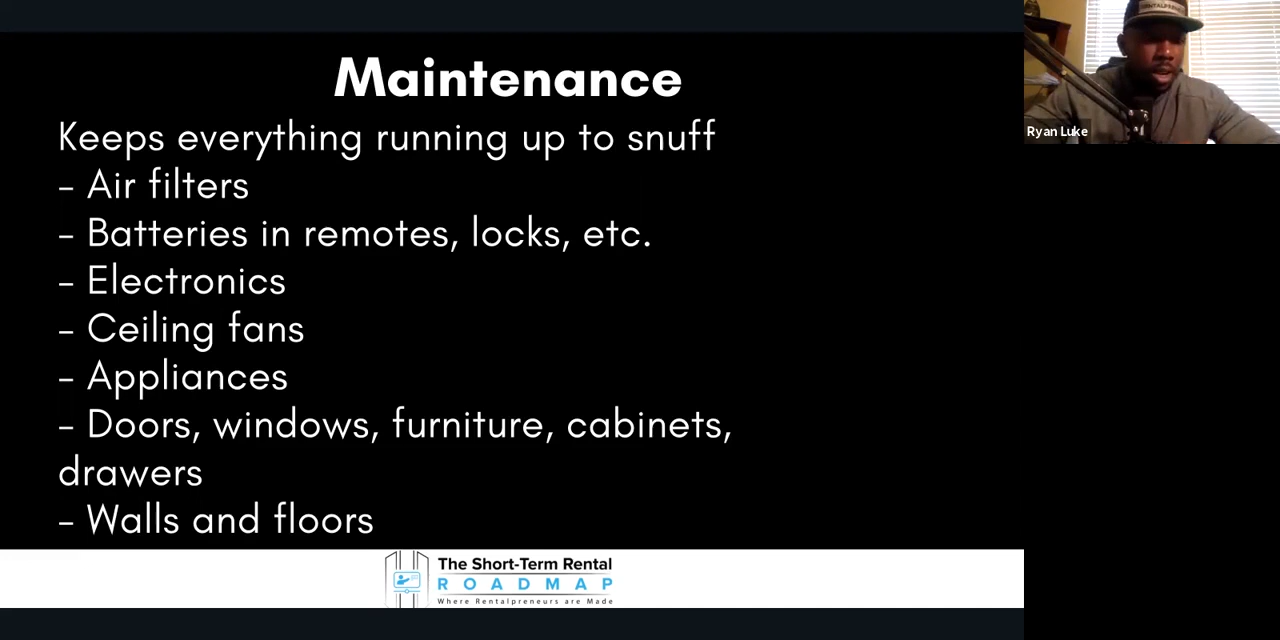 Maintenance
Keeps everything running up to snuff
- Air filters
- Batteries in remotes, locks, etc.
- Electronics
- Ceiling fans
- Appliances
- Doors, windows, furniture, cabinets,
drawers
- Walls and floors
The Short-Term Rental
ROADMAP
Where Rentalpreneurs are Made
Ryan Luke